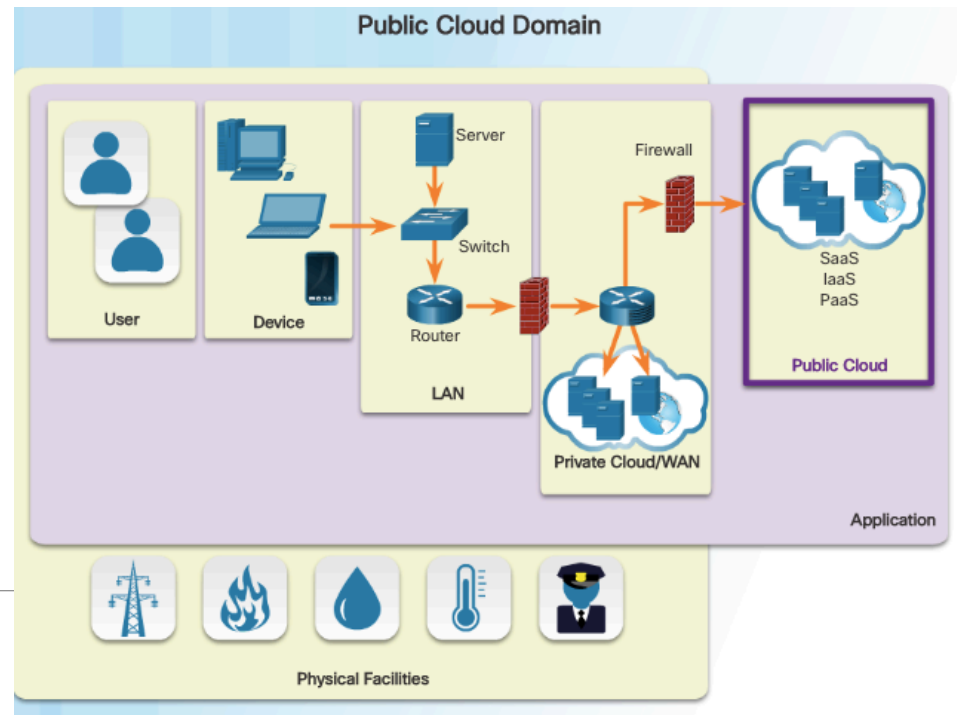 Public Cloud Domain
Server
Firewall
Switch
SaaS
IaaS
PaaS
User
Device
Router
Public Cloud
LAN
Private Cloud/WAN
Application
Physical Facilities